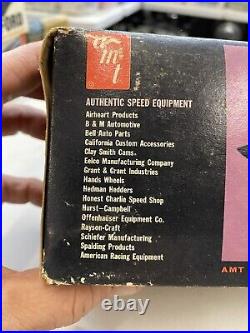 amt
AUTHENTIC SPEED EQUIPMENT
Airheart Products
B & M Automotive
Bell Auto Parts
California Custom Accessories
Clay Smith Cams
Eelco Manufacturing Company
Grant & Grant Industries
Hands Wheels
Hedman Hedders
Honest Charlie Speed Shop
Hurst-Campbell
Offenhauser Equipment Co.
Rayson-Craft
Schiefer Manufacturing
Spalding Products
American Racing Equipment
AMT